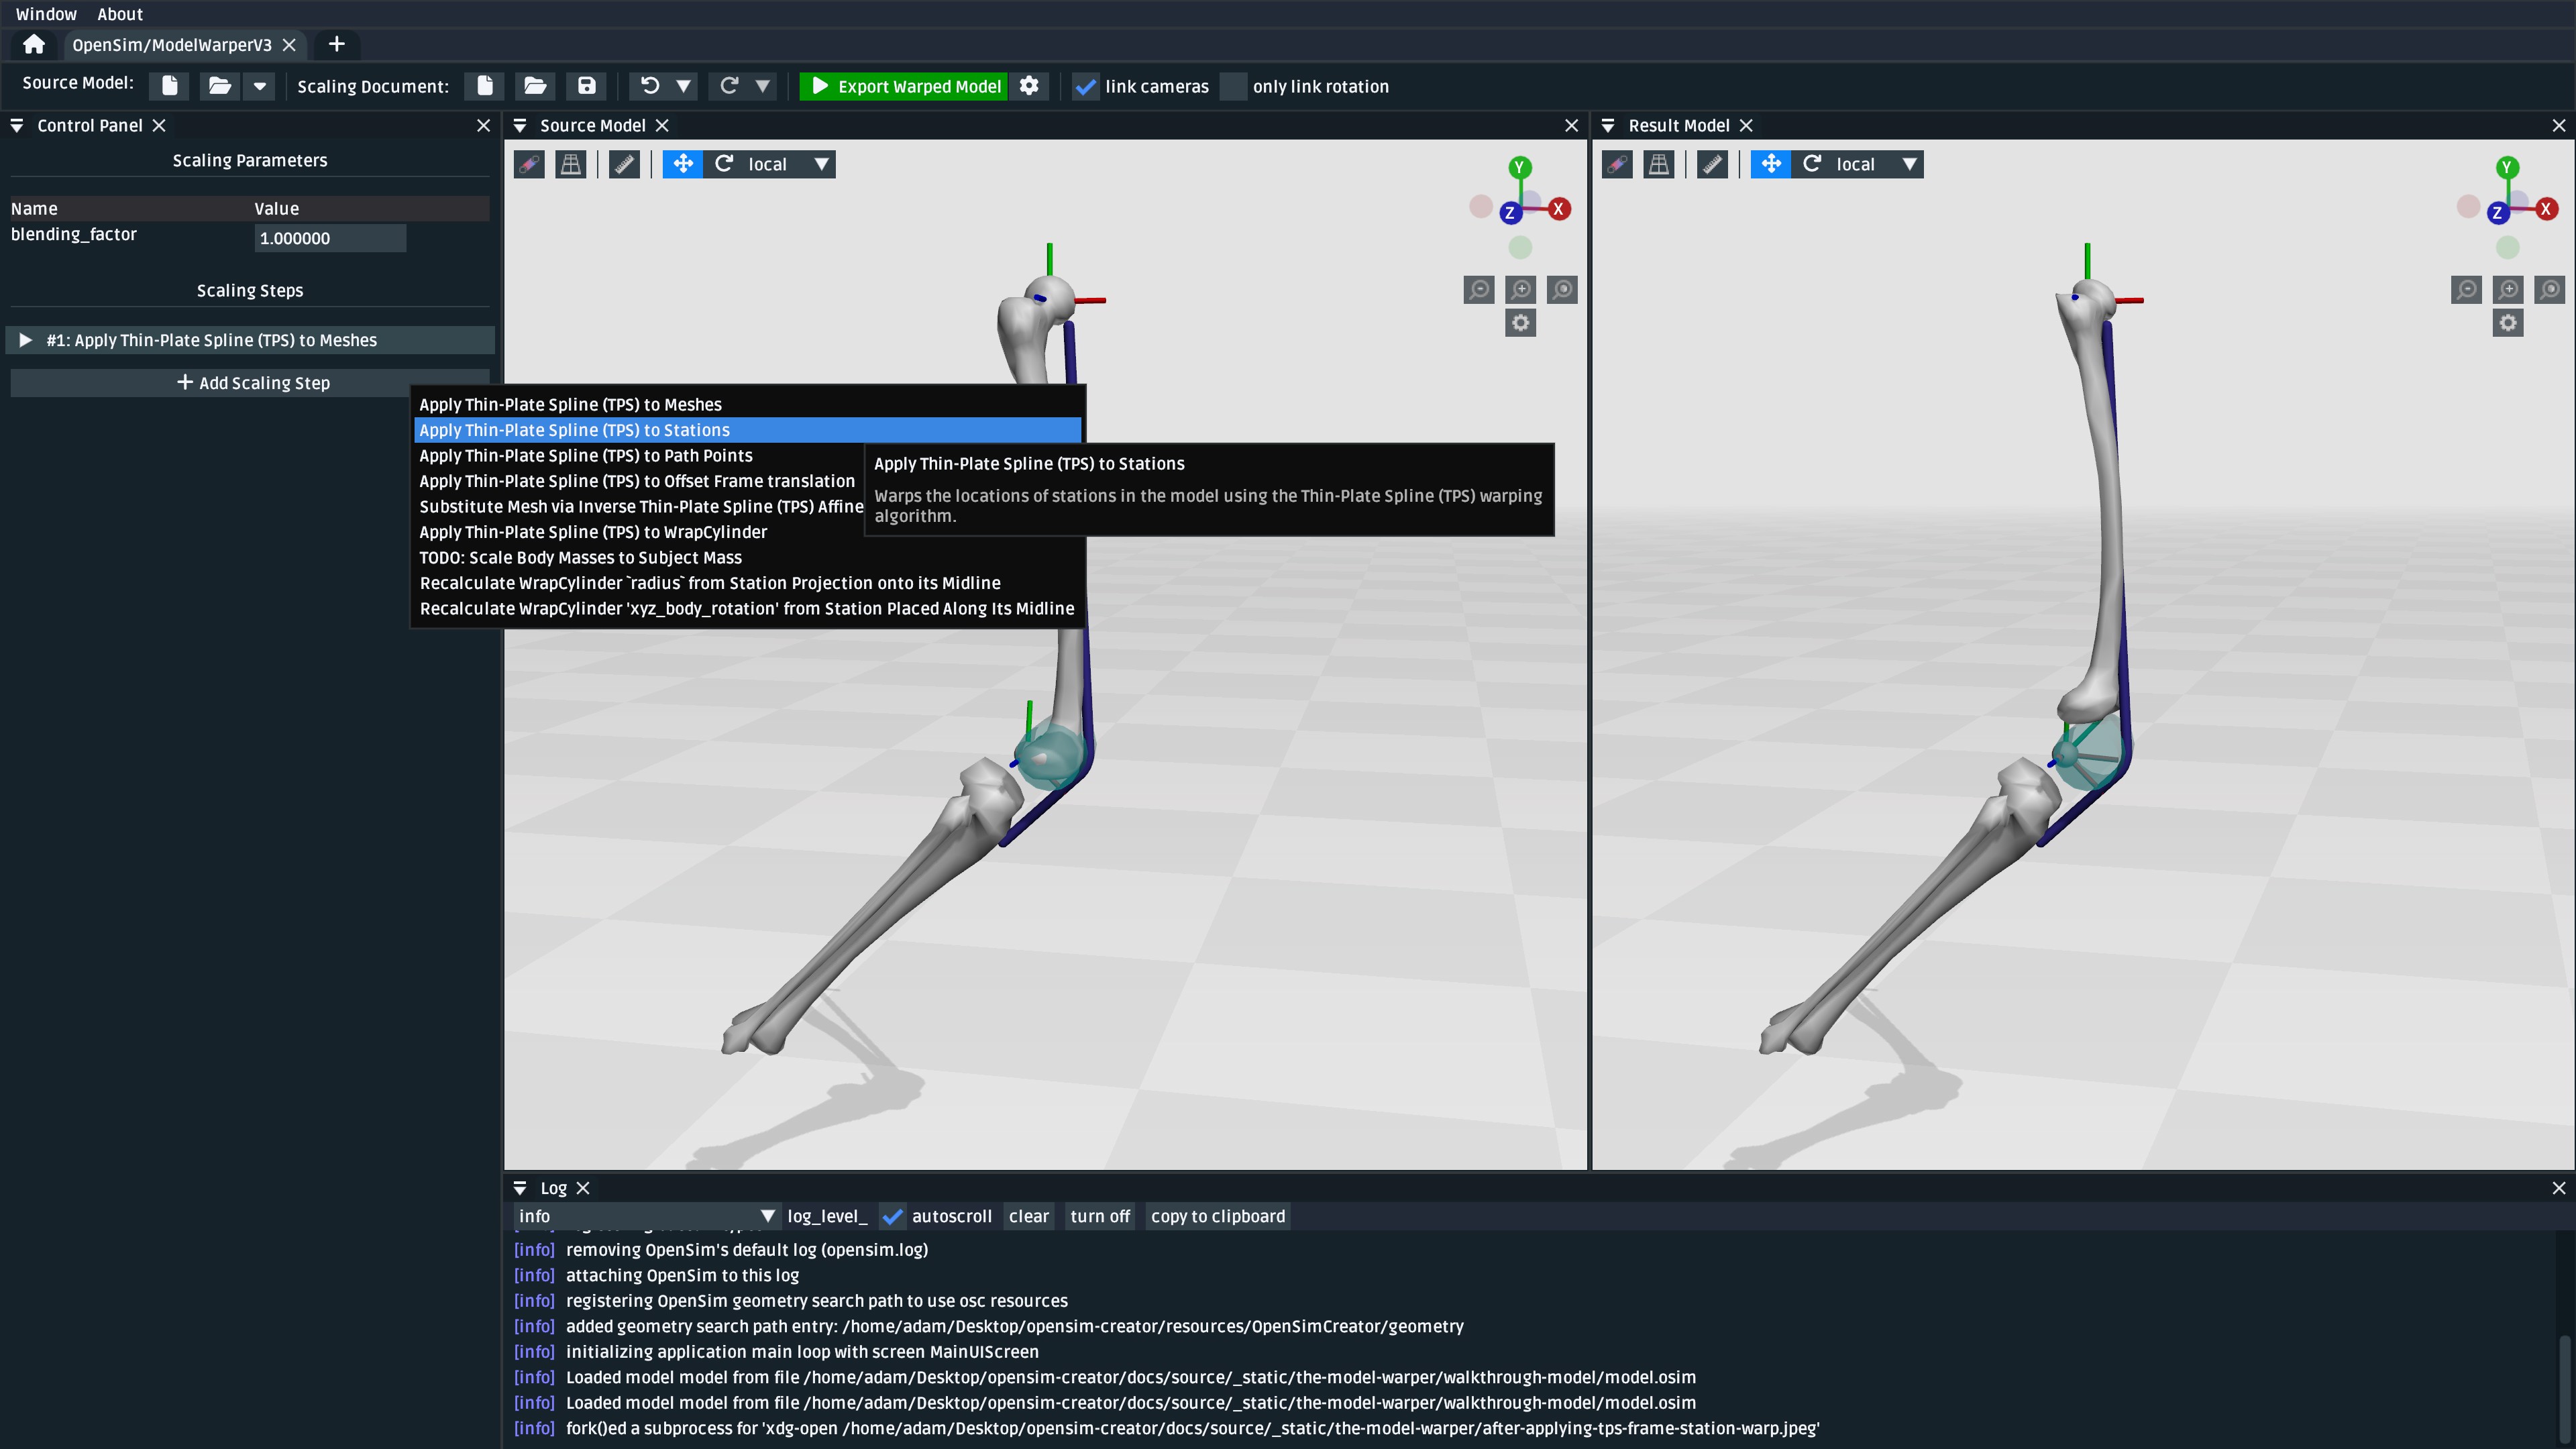 Window About
OpenSim/ModelWarperV3
Source Model: Scaling Document: Export Warped Model link cameras only link rotation
Control Panel
Scaling Parameters
Name Value
blending_factor 1.000000
Scaling Steps
#1: Apply Thin-Plate Spline (TPS) to Meshes
Add Scaling Step
Source Model
local
Y
Z X
Apply Thin-Plate Spline (TPS) to Meshes
Apply Thin-Plate Spline (TPS) to Stations
Apply Thin-Plate Spline (TPS) to Path Points
Apply Thin-Plate Spline (TPS) to Offset Frame translation
Substitute Mesh via Inverse Thin-Plate Spline (TPS) Affine
Apply Thin-Plate Spline (TPS) to WrapCylinder
TODO: Scale Body Masses to Subject Mass
Recalculate WrapCylinder `radius` from Station Projection onto its Midline
Recalculate WrapCylinder 'xyz_body_rotation' from Station Placed Along Its Midline
Apply Thin-Plate Spline (TPS) to Stations
Warps the locations of stations in the model using the Thin-Plate Spline (TPS) warping
algorithm.
Result Model
local
Y
Z X
Log
info log_level_ autoscroll clear turn off copy to clipboard
[info] removing OpenSim's default log (opensim.log)
[info] attaching OpenSim to this log
[info] registering OpenSim geometry search path to use osc resources
[info] added geometry search path entry: /home/adam/Desktop/opensim-creator/resources/OpenSimCreator/geometry
[info] initializing application main loop with screen MainUIScreen
[info] Loaded model model from file /home/adam/Desktop/opensim-creator/docs/source/_static/the-model-warper/walkthrough-model/model.osim
[info] Loaded model model from file /home/adam/Desktop/opensim-creator/docs/source/_static/the-model-warper/walkthrough-model/model.osim
[info] fork()ed a subprocess for 'xdg-open /home/adam/Desktop/opensim-creator/docs/source/_static/the-model-warper/after-applying-tps-frame-station-warp.jpeg'